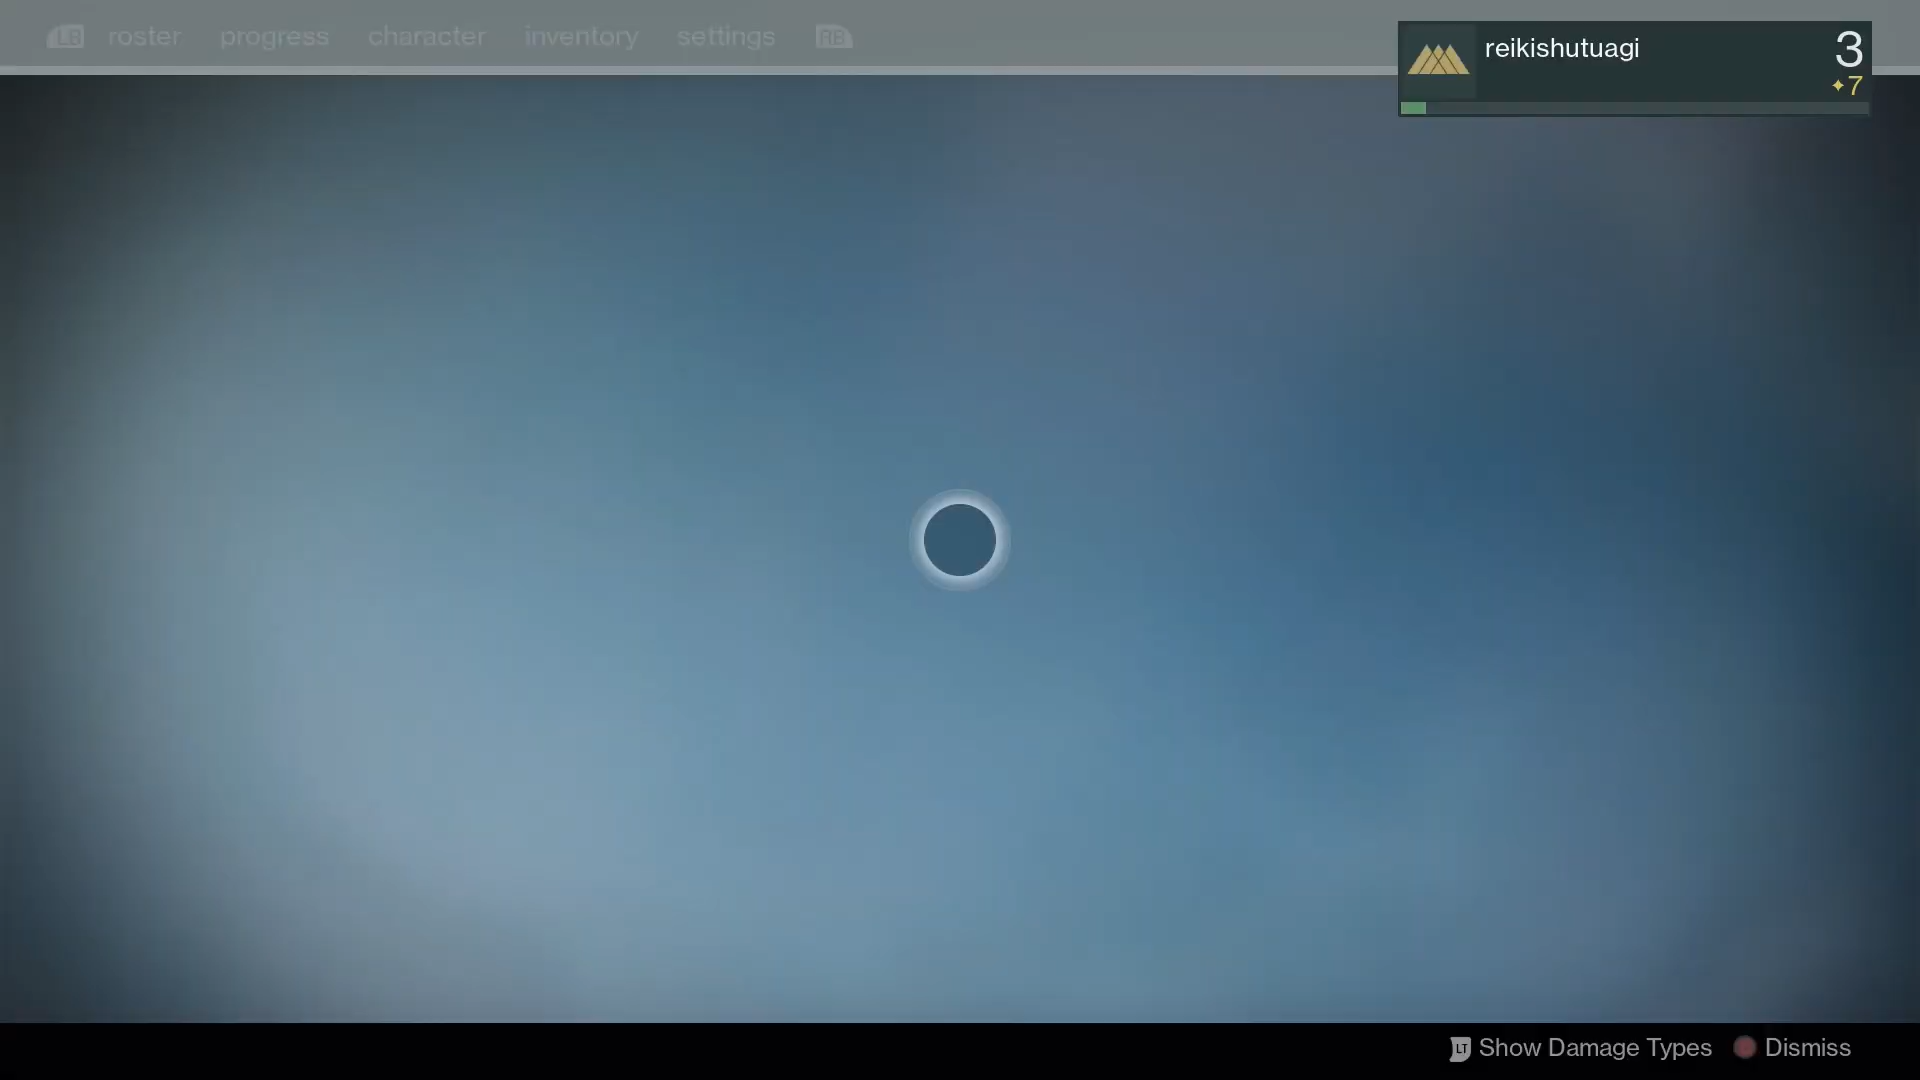 LB roster progress character inventory settings RB
reikishutuagi 3
7
LT Show Damage Types Dismiss